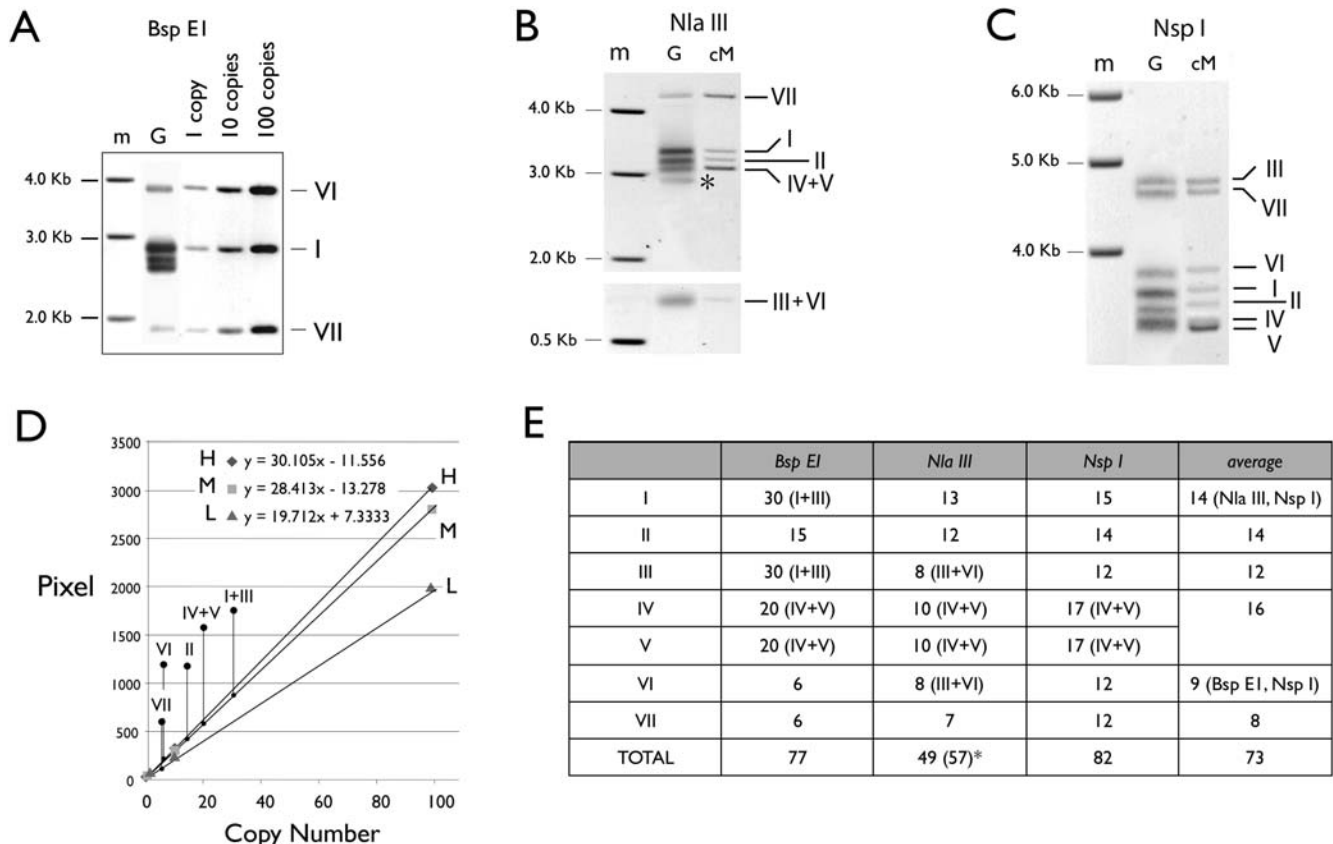 A
Bsp E1
m
G
1 copy
10 copies
100 copies
4.0 Kb
3.0 Kb
2.0 Kb
VI
I
VII
B
Nla III
m
G
cM
4.0 Kb
3.0 Kb
2.0 Kb
0.5 Kb
VII
I
II
IV+V
*
III+VI
C
Nsp I
m
G
cM
6.0 Kb
5.0 Kb
4.0 Kb
III
VII
VI
I
II
IV
V
D
H y = 30.105x - 11.556
M y = 28.413x - 13.278
L y = 19.712x + 7.3333
3500
3000
2500
2000
1500
1000
500
0
Pixel
H
M
L
I+III
IV+V
VI
II
VII
0 20 40 60 80 100
Copy Number
E
Bsp EI Nla III Nsp I average
I 30 (I+III) 13 15 14 (Nla III, Nsp I)
II 15 12 14 14
III 30 (I+III) 8 (III+VI) 12 12
IV 20 (IV+V) 10 (IV+V) 17 (IV+V) 16
V 20 (IV+V) 10 (IV+V) 17 (IV+V)
VI 6 8 (III+VI) 12 9 (Bsp E1, Nsp I)
VII 6 7 12 8
TOTAL 77 49 (57)* 82 73